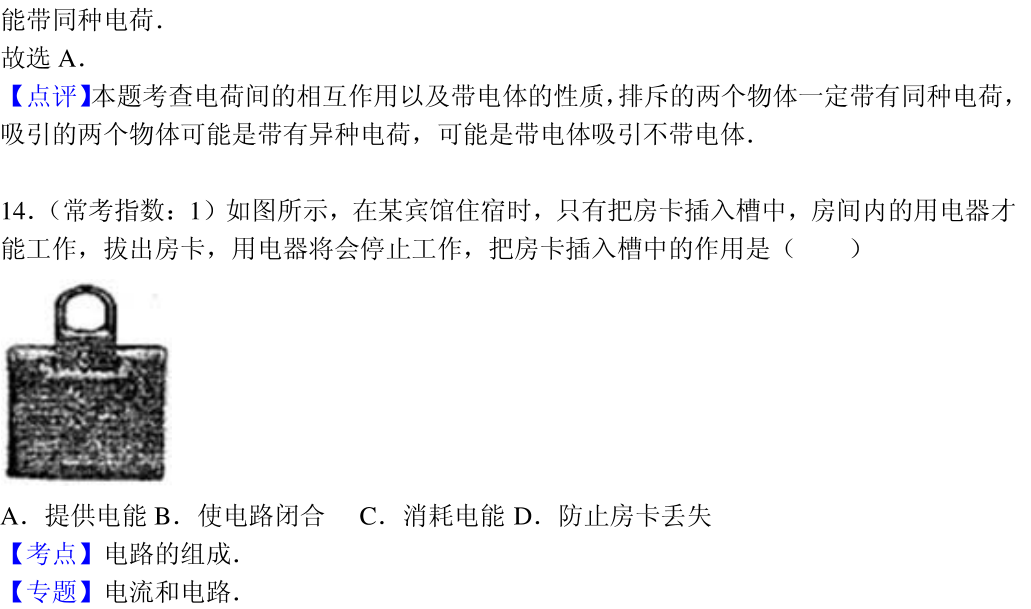 能带同种电荷．
故选 A．
【点评】本题考查电荷间的相互作用以及带电体的性质，排斥的两个物体一定带有同种电荷，
吸引的两个物体可能是带有异种电荷，可能是带电体吸引不带电体．
14．（常考指数：1）如图所示，在某宾馆住宿时，只有把房卡插入槽中，房间内的用电器才
能工作，拔出房卡，用电器将会停止工作，把房卡插入槽中的作用是（　　）
A．提供电能 B．使电路闭合　C．消耗电能 D．防止房卡丢失
【考点】电路的组成．
【专题】电流和电路．